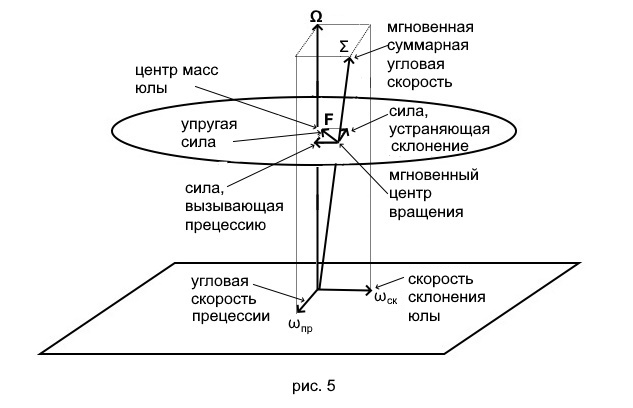 Ω
мгновенная
суммарная
угловая
скорость
Σ
центр масс
юлы
F
упругая
сила
сила,
устраняющая
склонение
сила,
вызывающая
прецессию
мгновенный
центр
вращения
угловая
скорость
прецессии
ωпр
ωск
скорость
склонения
юлы
рис. 5